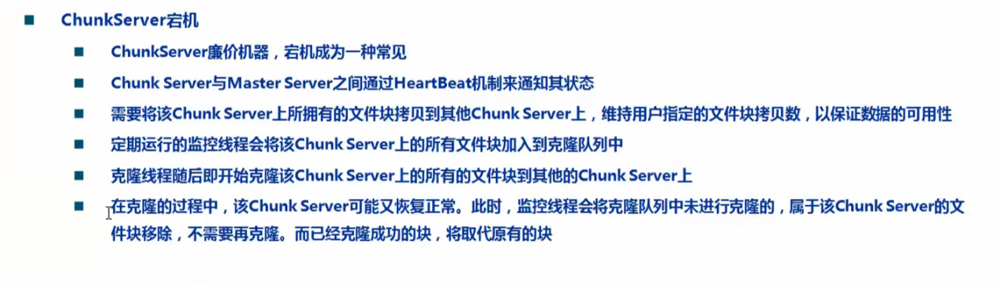 ChunkServer宕机
ChunkServer廉价机器，宕机成为一种常见
Chunk Server与Master Server之间通过HeartBeat机制来通知其状态
需要将该Chunk Server上所拥有的文件块拷贝到其他Chunk Server上，维持用户指定的文件块拷贝数，以保证数据的可用性
定期运行的监控线程会将该Chunk Server上的所有文件块加入到克隆队列中
克隆线程随后即开始克隆该Chunk Server上的所有的文件块到其他的Chunk Server上
在克隆的过程中，该Chunk Server可能又恢复正常。此时，监控线程会将克隆队列中未进行克隆的，属于该Chunk Server的文
件块移除，不需要再克隆。而已经克隆成功的块，将取代原有的块